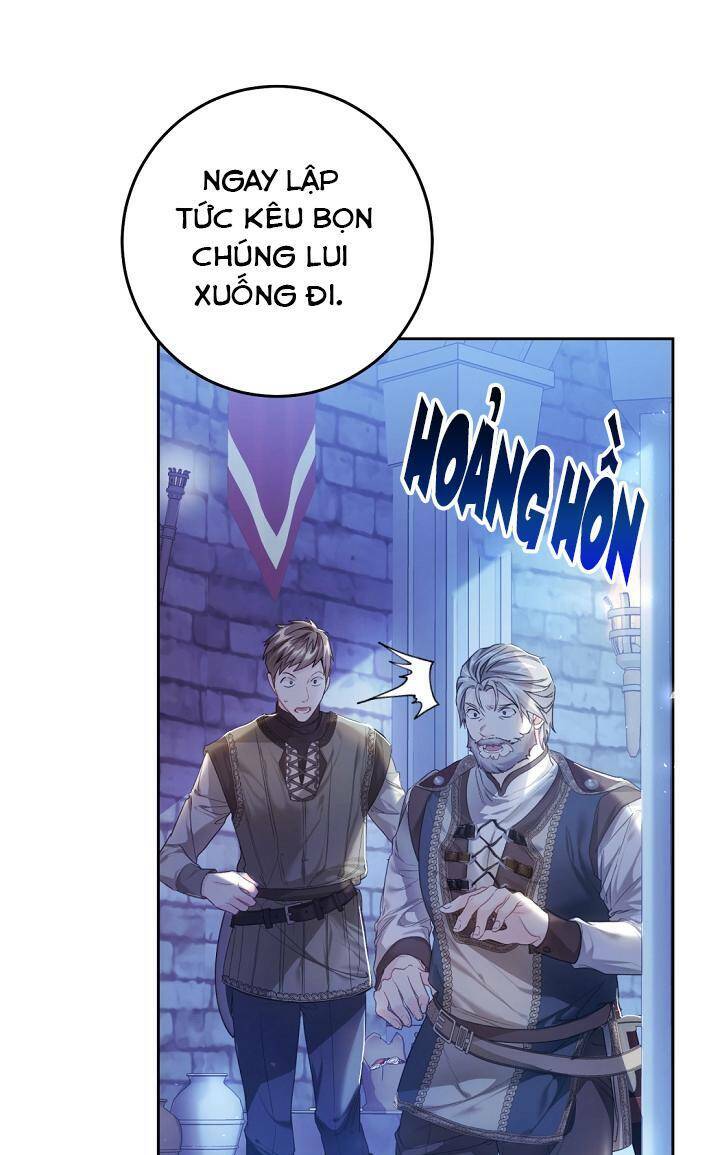 NGAY LẬP
TỨC KÊU BỌN
CHÚNG LUI
XUỐNG ĐI.
HOẢNG HỒN